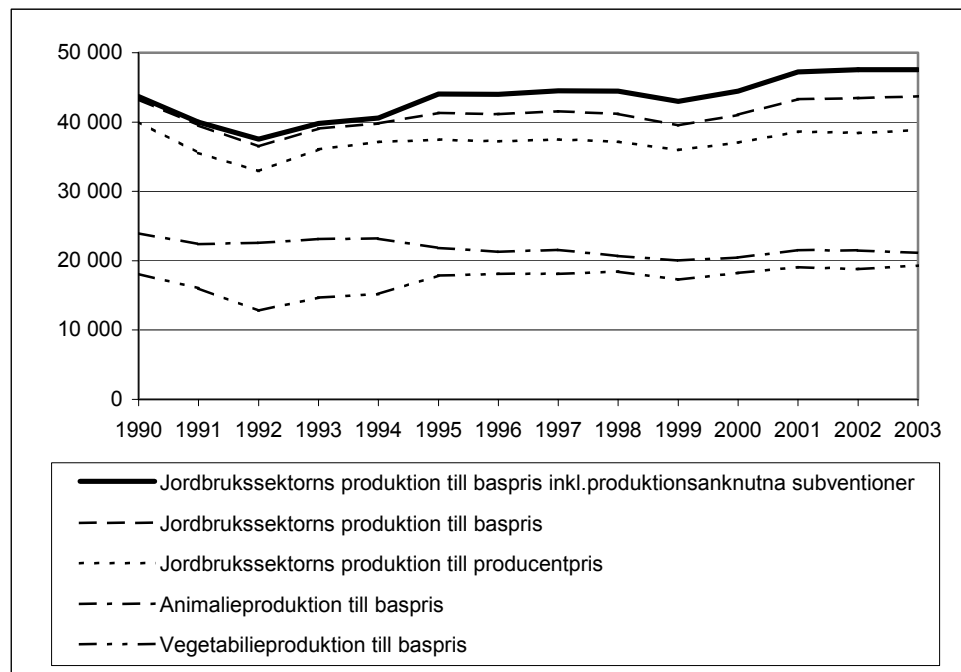 50 000
40 000
30 000
20 000
10 000
0
1990 1991 1992 1993 1994 1995 1996 1997 1998 1999 2000 2001 2002 2003
Jordbrukssektorns produktion till baspris inkl.produktionsanknutna subventioner
Jordbrukssektorns produktion till baspris
Jordbrukssektorns produktion till producentpris
Animalieproduktion till baspris
Vegetabilieproduktion till baspris